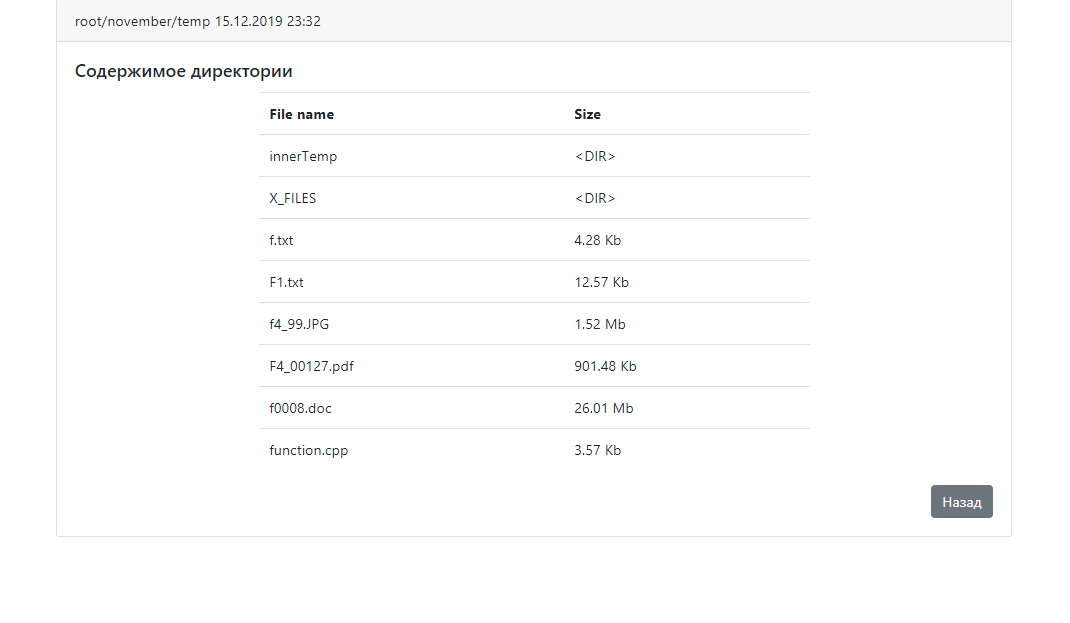 root/november/temp 15.12.2019 23:32
Содержимое директории
File name Size
innerTemp <DIR>
X_FILES <DIR>
f.txt 4.28 Kb
F1.txt 12.57 Kb
f4_99.JPG 1.52 Mb
F4_00127.pdf 901.48 Kb
f0008.doc 26.01 Mb
function.cpp 3.57 Kb
Назад